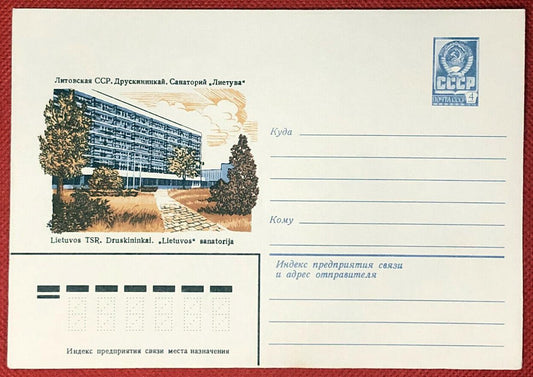 Литовская ССР. Друскининкай. Санаторий „Лиетува"
Lietuvos TSR. Druskininkai. „Lietuvos" sanatorija
СССР
ПОЧТА СССР 4
Куда
Кому
Индекс предприятия связи
и адрес отправителя
Индекс предприятия связи места назначения